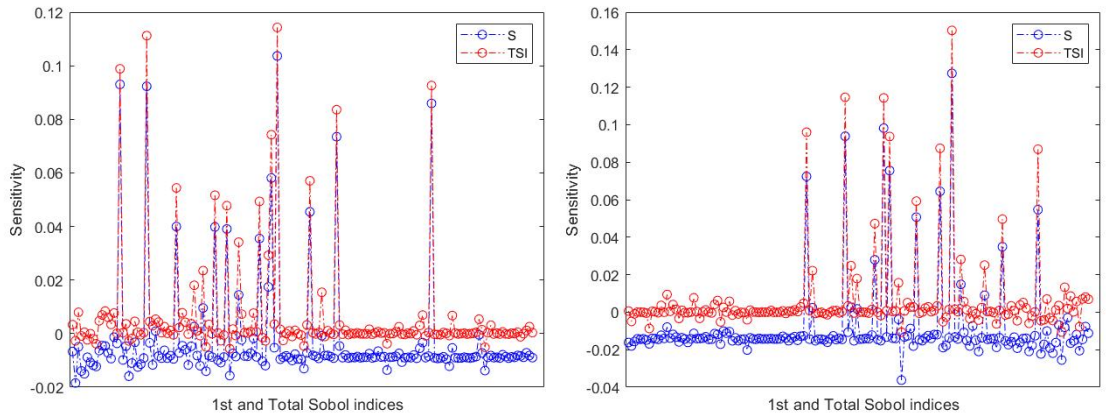 0.12
0.1
0.08
0.06
0.04
0.02
0
-0.02
Sensitivity
S
TSI
1st and Total Sobol indices
0.16
0.14
0.12
0.1
0.08
0.06
0.04
0.02
0
-0.02
-0.04
Sensitivity
S
TSI
1st and Total Sobol indices